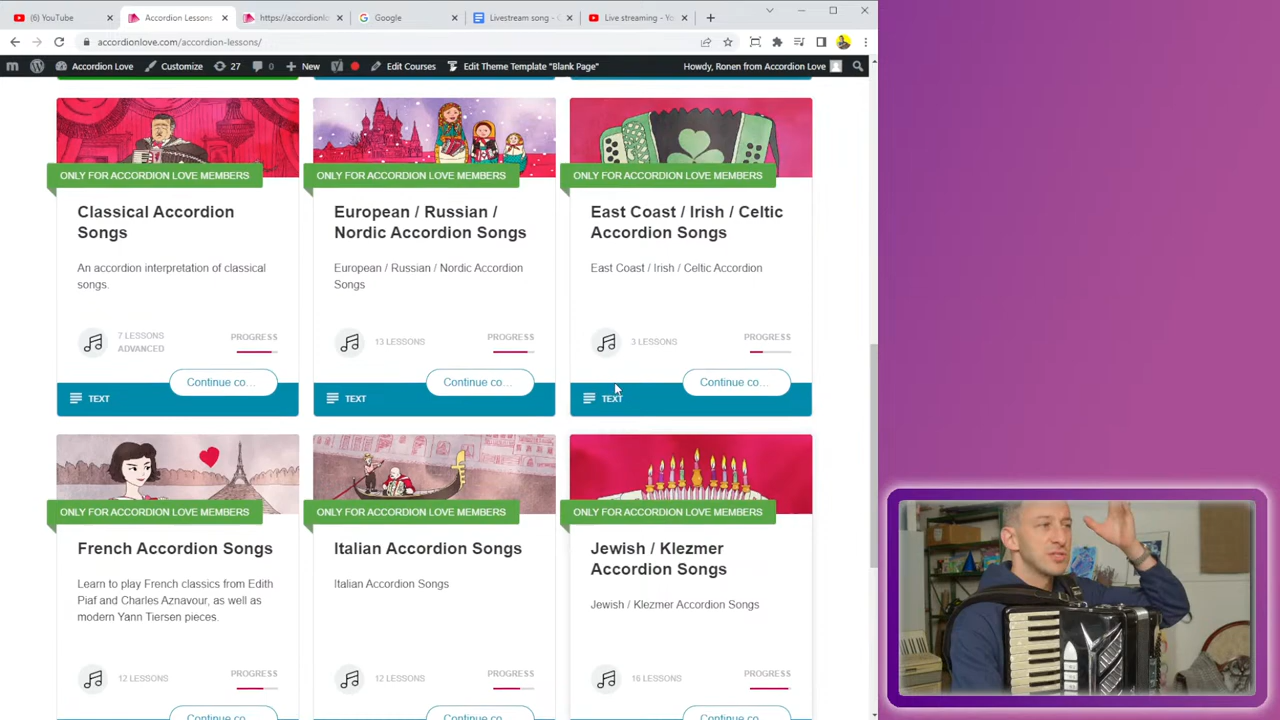 (6) YouTube
Accordion Lessons
https://accordionlo
Google
Livestream song - G
Live streaming - Yo
accordionlove.com/accordion-lessons/
Accordion Love
Customize
27
0
New
Edit Courses
Edit Theme Template "Blank Page"
Howdy, Ronen from Accordion Love
ONLY FOR ACCORDION LOVE MEMBERS
Classical Accordion
Songs
An accordion interpretation of classical
songs.
7 LESSONS
ADVANCED
PROGRESS
Continue co...
TEXT
ONLY FOR ACCORDION LOVE MEMBERS
European / Russian /
Nordic Accordion Songs
European / Russian / Nordic Accordion
Songs
13 LESSONS
PROGRESS
Continue co...
TEXT
ONLY FOR ACCORDION LOVE MEMBERS
East Coast / Irish / Celtic
Accordion Songs
East Coast / Irish / Celtic Accordion
3 LESSONS
PROGRESS
Continue co...
TEXT
ONLY FOR ACCORDION LOVE MEMBERS
French Accordion Songs
Learn to play French classics from Edith
Piaf and Charles Aznavour, as well as
modern Yann Tiersen pieces.
12 LESSONS
PROGRESS
Continue co...
ONLY FOR ACCORDION LOVE MEMBERS
Italian Accordion Songs
Italian Accordion Songs
12 LESSONS
PROGRESS
Continue co...
ONLY FOR ACCORDION LOVE MEMBERS
Jewish / Klezmer
Accordion Songs
Jewish / Klezmer Accordion Songs
16 LESSONS
PROGRESS
Continue co...